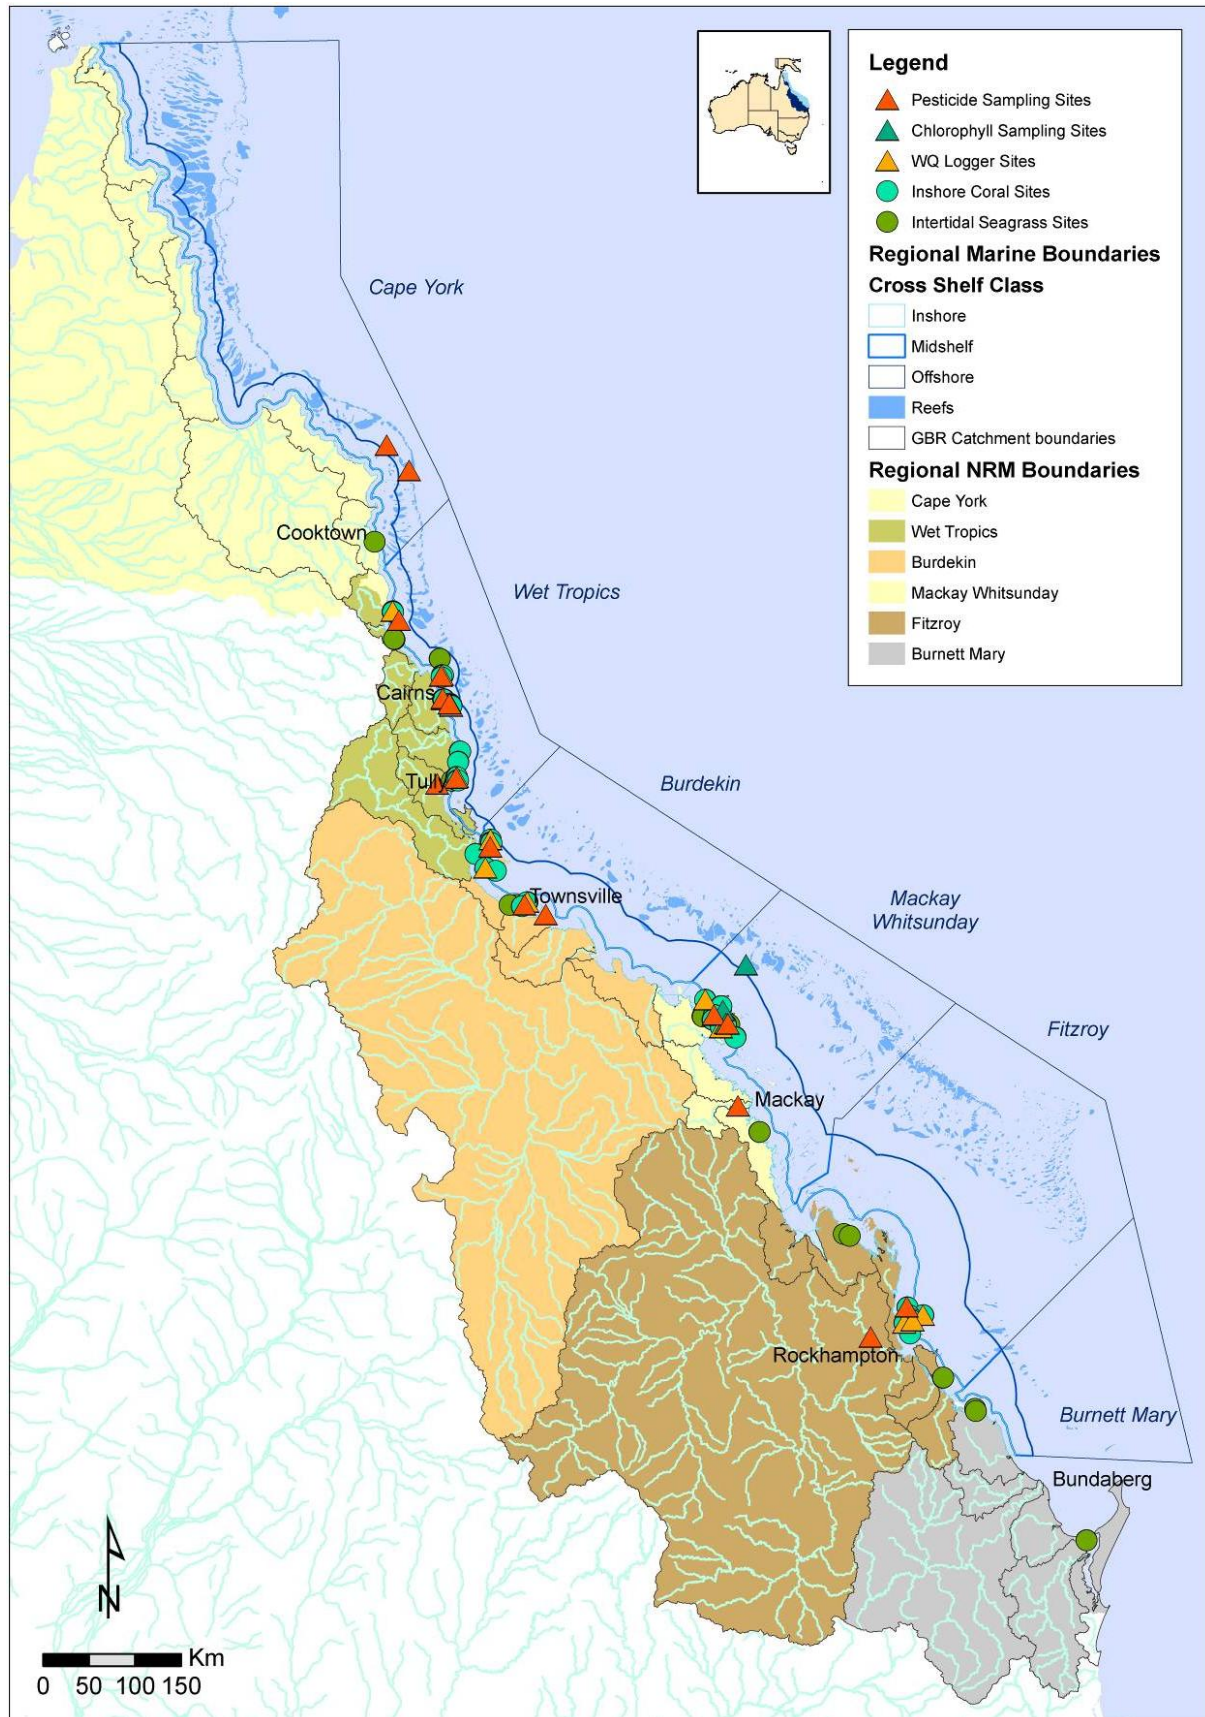 Legend
Pesticide Sampling Sites
Chlorophyll Sampling Sites
WQ Logger Sites
Inshore Coral Sites
Intertidal Seagrass Sites
Regional Marine Boundaries
Cross Shelf Class
Inshore
Midshelf
Offshore
Reefs
GBR Catchment boundaries
Regional NRM Boundaries
Cape York
Wet Tropics
Burdekin
Mackay Whitsunday
Fitzroy
Burnett Mary
Cape York
Cooktown
Wet Tropics
Cairns
Tully
Burdekin
Townsville
Mackay
Whitsunday
Fitzroy
Mackay
Rockhampton
Burnett Mary
Bundaberg
N
Km
0 50 100 150